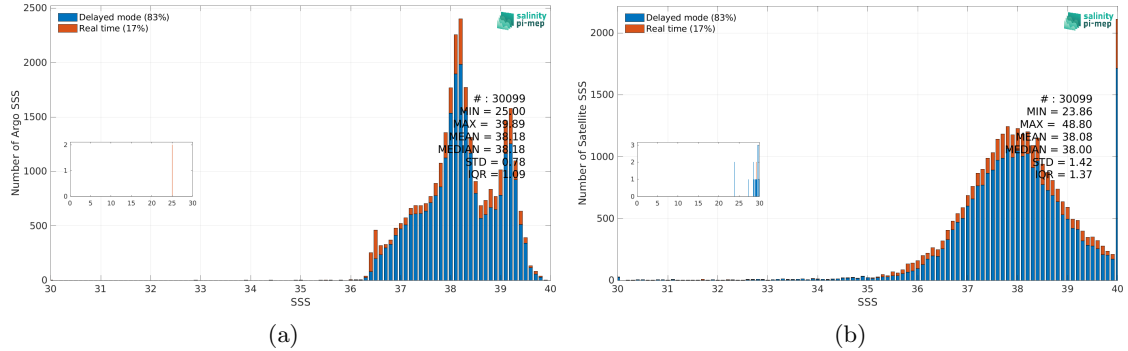 Delayed mode (83%)
Real time (17%)
salinity
pi-mep
Number of Argo SSS
2500
2000
1500
1000
500
0
# : 30099
MIN = 25.00
MAX = 39.89
MEAN = 38.18
MEDIAN = 38.18
STD = 0.78
IQR = 1.09
2
1
0
5 10 15 20 25 30
30 31 32 33 34 35 36 37 38 39 40
SSS
(a)
Delayed mode (83%)
Real time (17%)
salinity
pi-mep
Number of Satellite SSS
2000
1500
1000
500
0
# : 30099
MIN = 23.86
MAX = 48.80
MEAN = 38.08
MEDIAN = 38.00
STD = 1.42
IQR = 1.37
3
2
1
0
0 5 10 15 20 25 30
30 31 32 33 34 35 36 37 38 39 40
SSS
(b)